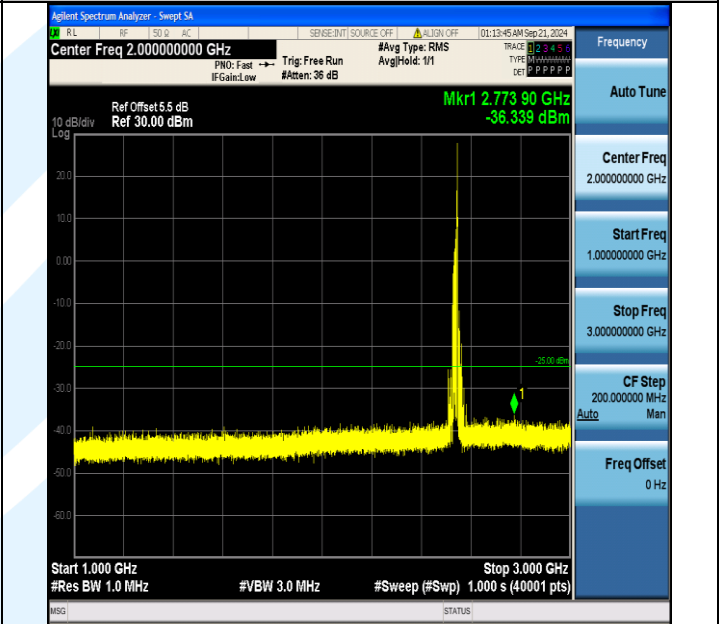 Agilent Spectrum Analyzer - Swept SA
RL RF 50 Ω AC SENSE:INT SOURCE OFF ALIGN OFF 01:13:45 AM Sep 21, 2024
Center Freq 2.000000000 GHz
PNO: Fast
IFGain:Low
Trig: Free Run
#Atten: 36 dB
#Avg Type: RMS
Avg|Hold: 1/1
TRACE 1 2 3 4 5 6
TYPE
DET P P P P P P
Mkr1 2.773 90 GHz
-36.339 dBm
Ref Offset 5.5 dB
10 dB/div Ref 30.00 dBm
Log
20.0
10.0
0.00
-10.0
-20.0
-25.00 dBm
-30.0
1
-40.0
-50.0
-60.0
Start 1.000 GHz Stop 3.000 GHz
#Res BW 1.0 MHz #VBW 3.0 MHz #Sweep (#Swp) 1.000 s (40001 pts)
MSG STATUS
Frequency
Auto Tune
Center Freq
2.000000000 GHz
Start Freq
1.000000000 GHz
Stop Freq
3.000000000 GHz
CF Step
200.000000 MHz
Auto Man
Freq Offset
0 Hz